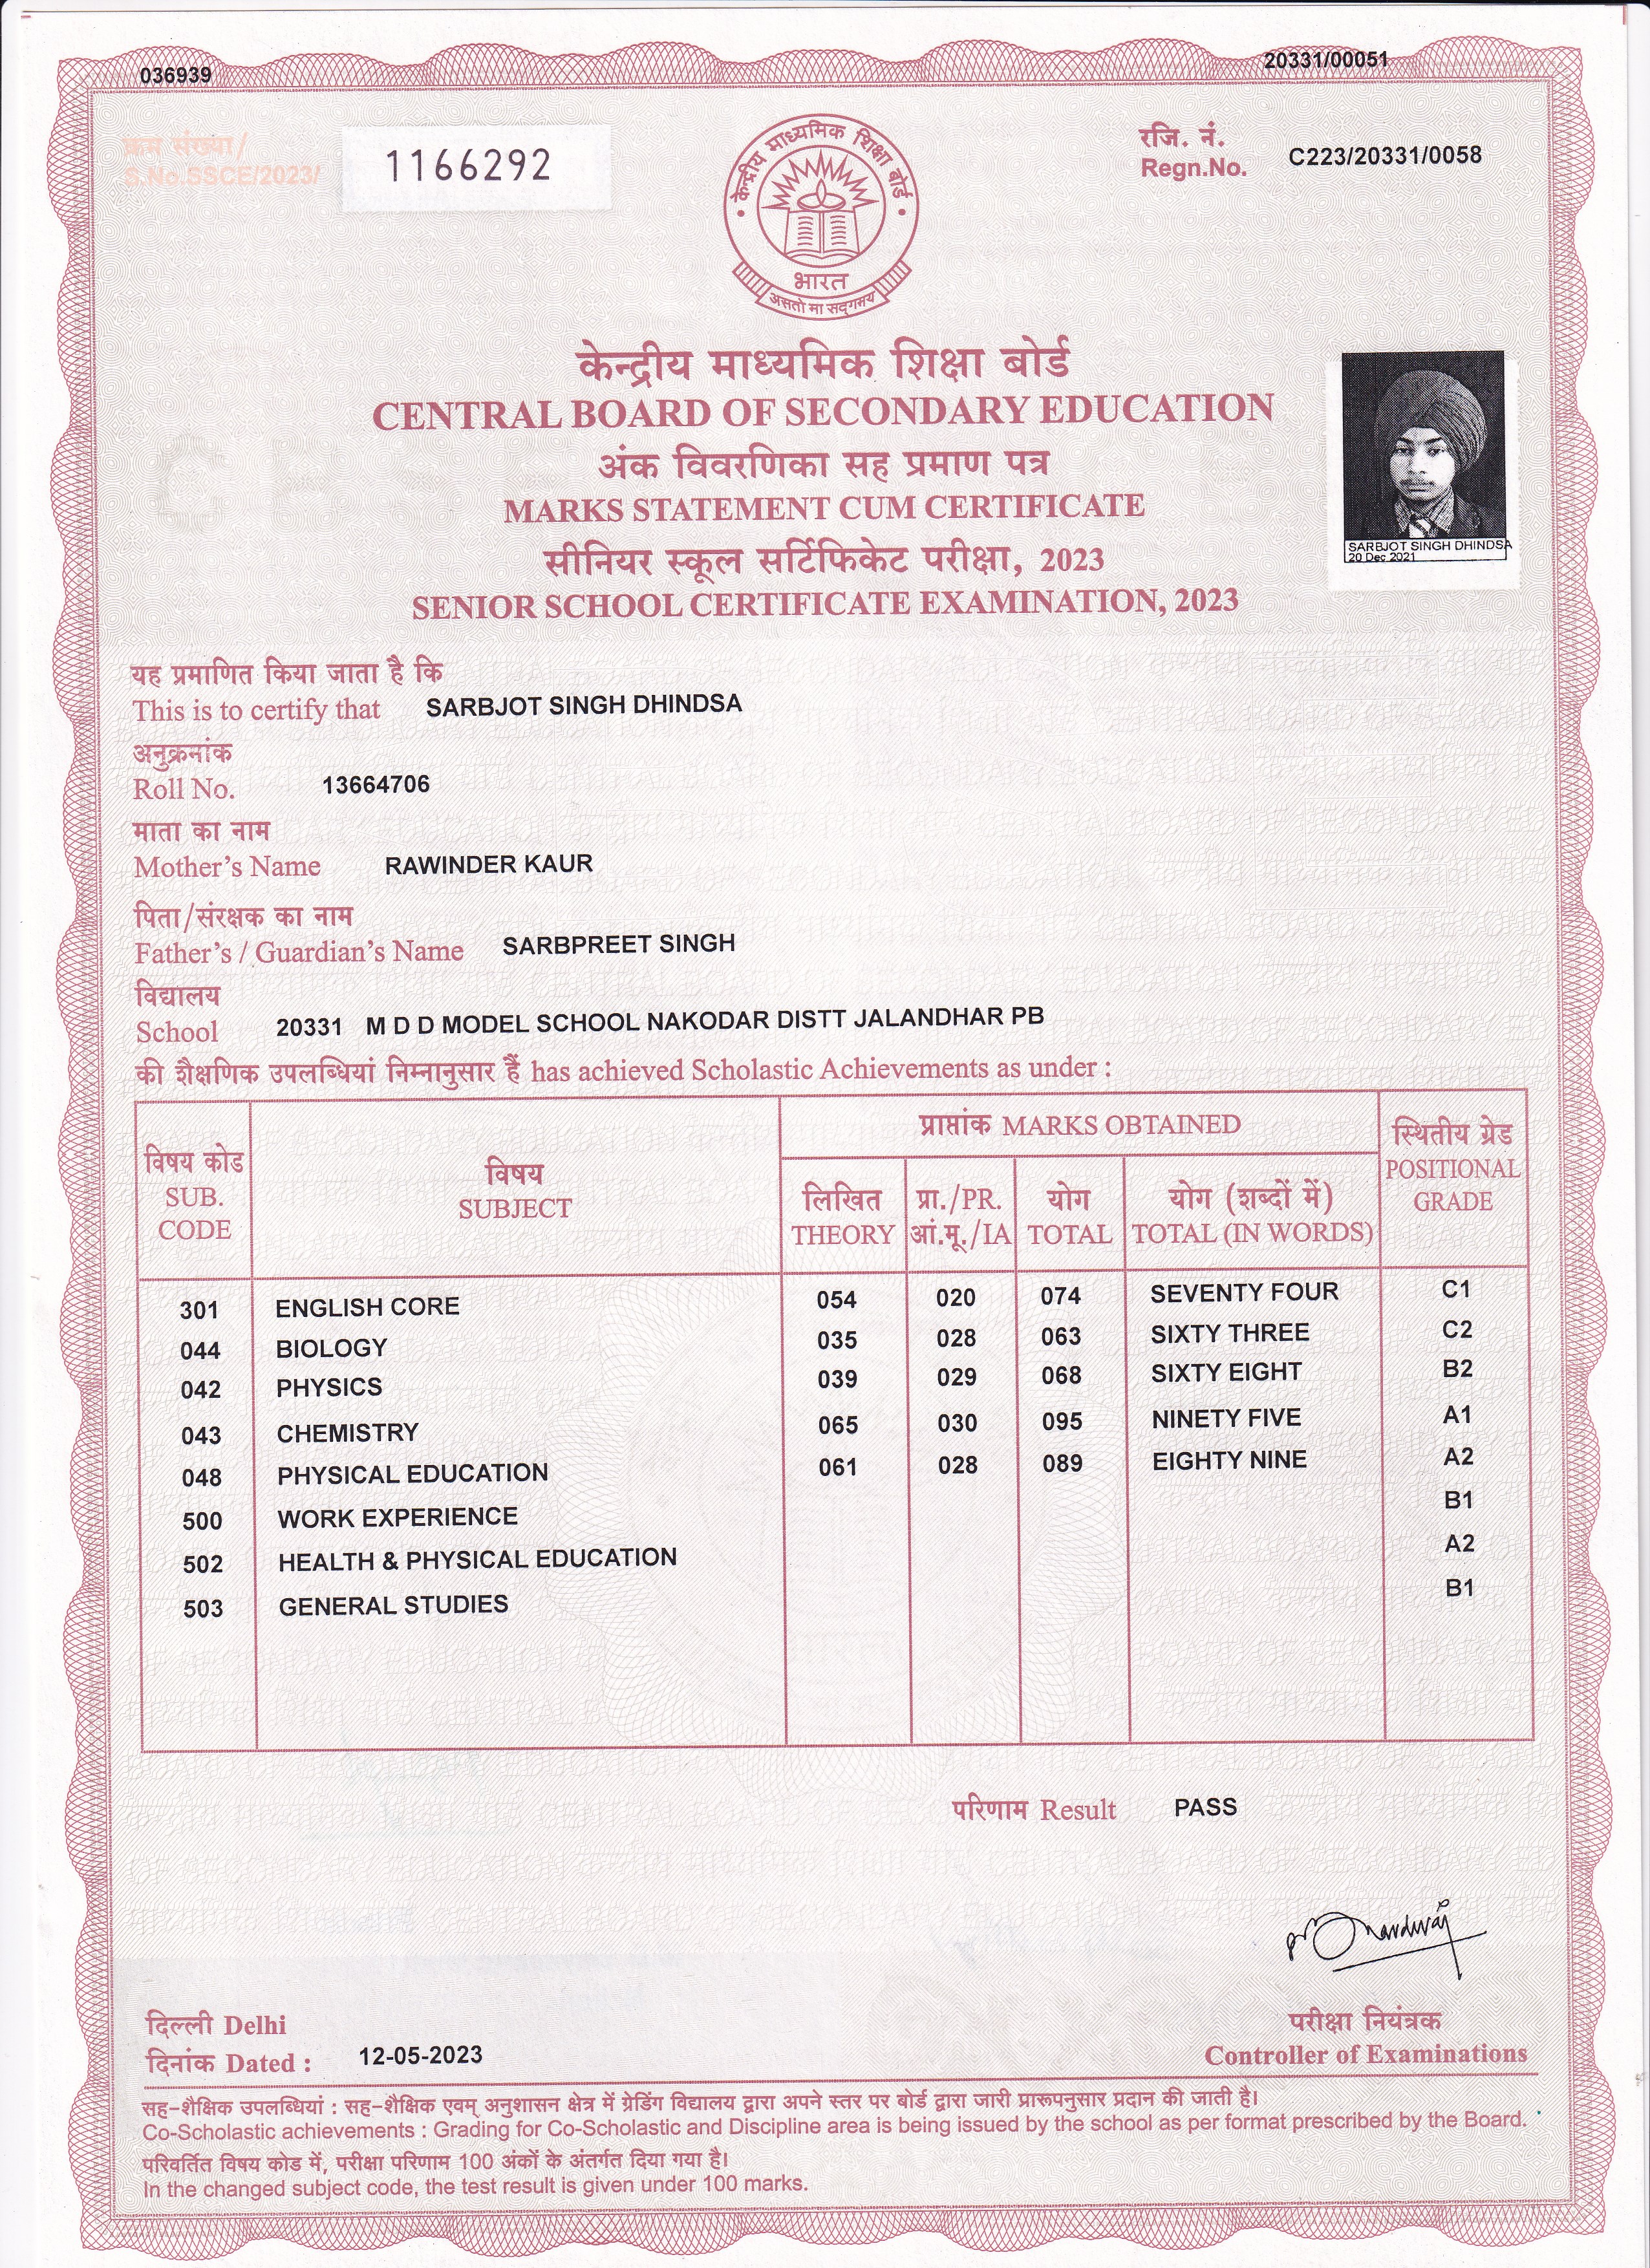 036939
20331/00051
क्रम संख्या/
S.No.SSCE/2023/
1166292
रजि. नं.
Regn.No.
C223/20331/0058
केन्द्रीय माध्यमिक शिक्षा बोर्ड
भारत
असतो मा सद्गमय
केन्द्रीय माध्यमिक शिक्षा बोर्ड
CENTRAL BOARD OF SECONDARY EDUCATION
अंक विवरणिका सह प्रमाण पत्र
MARKS STATEMENT CUM CERTIFICATE
सीनियर स्कूल सर्टिफिकेट परीक्षा, 2023
SENIOR SCHOOL CERTIFICATE EXAMINATION, 2023
SARBJOT SINGH DHINDSA
20 Dec 2021
यह प्रमाणित किया जाता है कि
This is to certify that SARBJOT SINGH DHINDSA
अनुक्रमांक
Roll No. 13664706
माता का नाम
Mother's Name RAWINDER KAUR
पिता/संरक्षक का नाम
Father's / Guardian's Name SARBPREET SINGH
विद्यालय
School 20331 M D D MODEL SCHOOL NAKODAR DISTT JALANDHAR PB
की शैक्षणिक उपलब्धियां निम्नानुसार हैं has achieved Scholastic Achievements as under :
विषय कोड
SUB.
CODE
विषय
SUBJECT
प्राप्तांक MARKS OBTAINED
लिखित
THEORY
प्रा./PR.
आं.मू./IA
योग
TOTAL
योग (शब्दों में)
TOTAL (IN WORDS)
स्थितीय ग्रेड
POSITIONAL
GRADE
301 ENGLISH CORE 054 020 074 SEVENTY FOUR C1
044 BIOLOGY 035 028 063 SIXTY THREE C2
042 PHYSICS 039 029 068 SIXTY EIGHT B2
043 CHEMISTRY 065 030 095 NINETY FIVE A1
048 PHYSICAL EDUCATION 061 028 089 EIGHTY NINE A2
500 WORK EXPERIENCE B1
502 HEALTH & PHYSICAL EDUCATION A2
503 GENERAL STUDIES B1
परिणाम Result PASS
दिल्ली Delhi
दिनांक Dated : 12-05-2023
परीक्षा नियंत्रक
Controller of Examinations
सह-शैक्षिक उपलब्धियां : सह-शैक्षिक एवम् अनुशासन क्षेत्र में ग्रेडिंग विद्यालय द्वारा अपने स्तर पर बोर्ड द्वारा जारी प्रारूपनुसार प्रदान की जाती है।
Co-Scholastic achievements : Grading for Co-Scholastic and Discipline area is being issued by the school as per format prescribed by the Board.
परिवर्तित विषय कोड में, परीक्षा परिणाम 100 अंकों के अंतर्गत दिया गया है।
In the changed subject code, the test result is given under 100 marks.